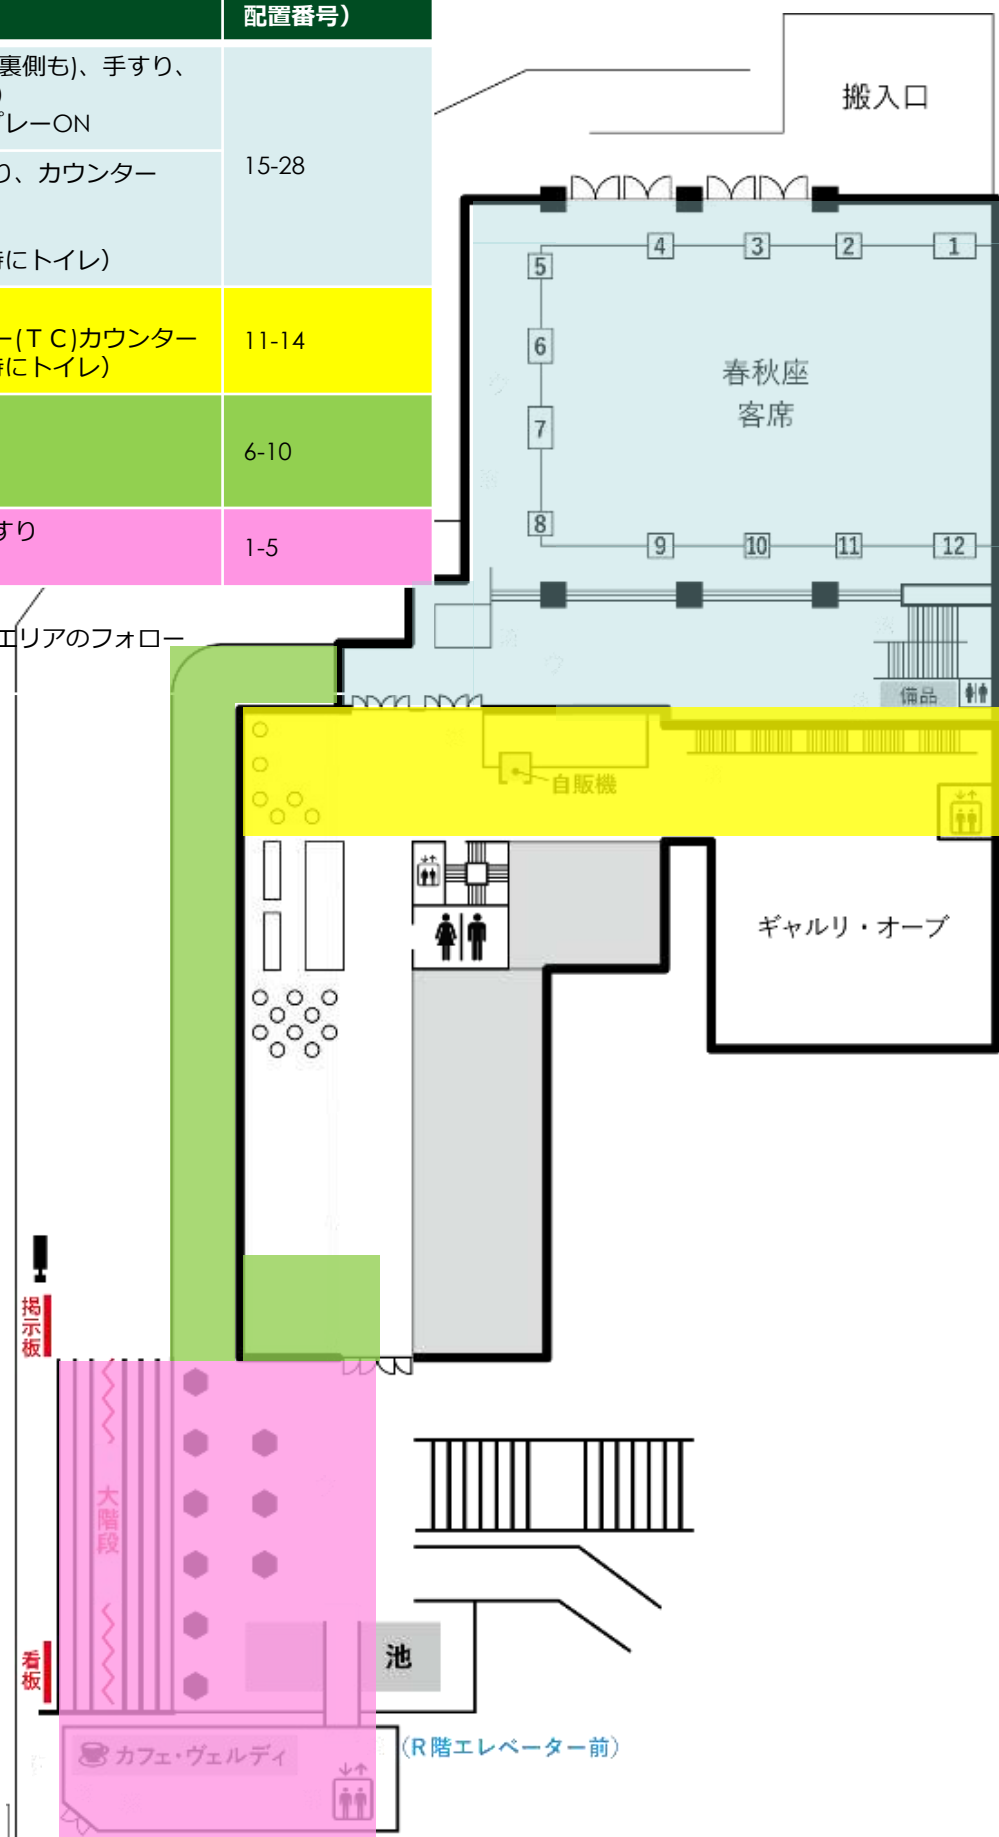 配置番号）
裏側も)、手すり、
)
プレーON
15-28
り、カウンター
時にトイレ）
ー(ＴＣ)カウンター
時にトイレ）
11-14
6-10
すり
1-5
エリアのフォロー
搬入口
4
3
2
1
5
6
7
8
春秋座
客席
9
10
11
12
備品
自販機
ギャルリ・オーブ
掲示板
大階段
看板
池
カフェ・ヴェルディ
（R階エレベーター前）